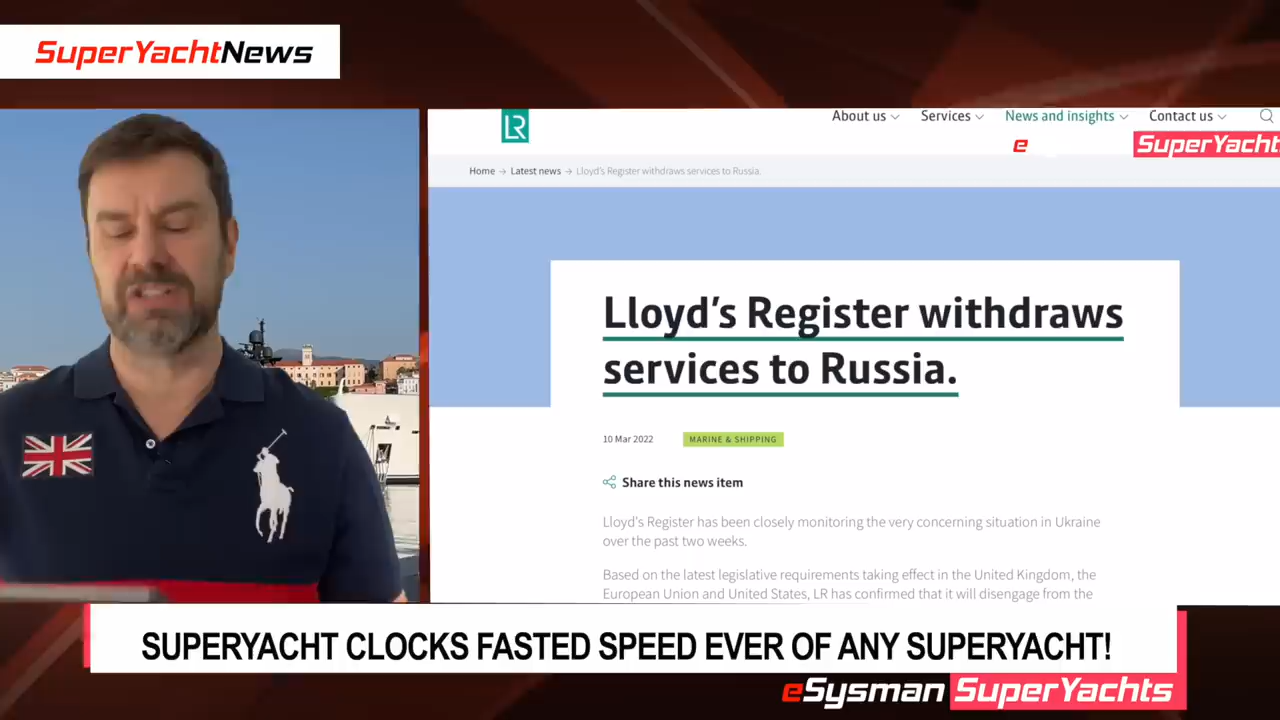 SuperYachtNews
LR
About us
Services
News and insights
Contact us
e
SuperYacht
Home → Latest news → Lloyd's Register withdraws services to Russia.
Lloyd's Register withdraws
services to Russia.
10 Mar 2022
MARINE & SHIPPING
Share this news item
Lloyd's Register has been closely monitoring the very concerning situation in Ukraine
over the past two weeks.
Based on the latest legislative requirements taking effect in the United Kingdom, the
European Union and United States, LR has confirmed that it will disengage from the
SUPERYACHT CLOCKS FASTED SPEED EVER OF ANY SUPERYACHT!
eSysman SuperYachts